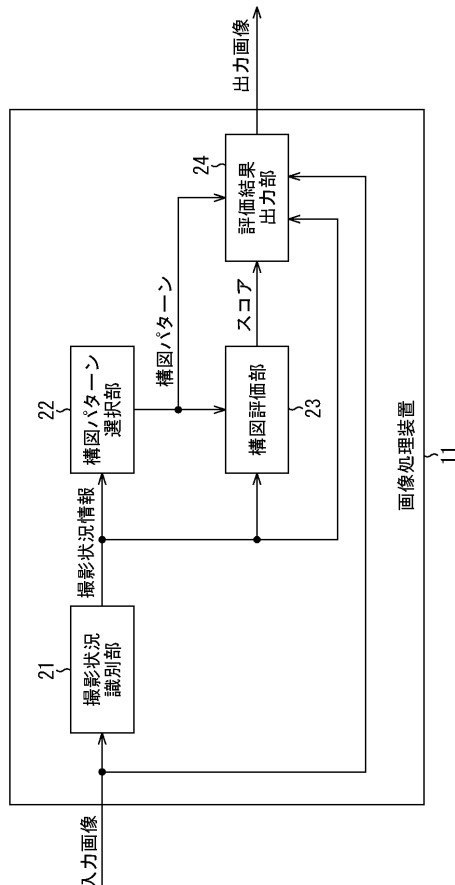 入力画像
21
撮影状況
識別部
撮影状況情報
22
構図パターン
選択部
構図パターン
構図評価部
23
スコア
24
評価結果
出力部
出力画像
画像処理装置
11